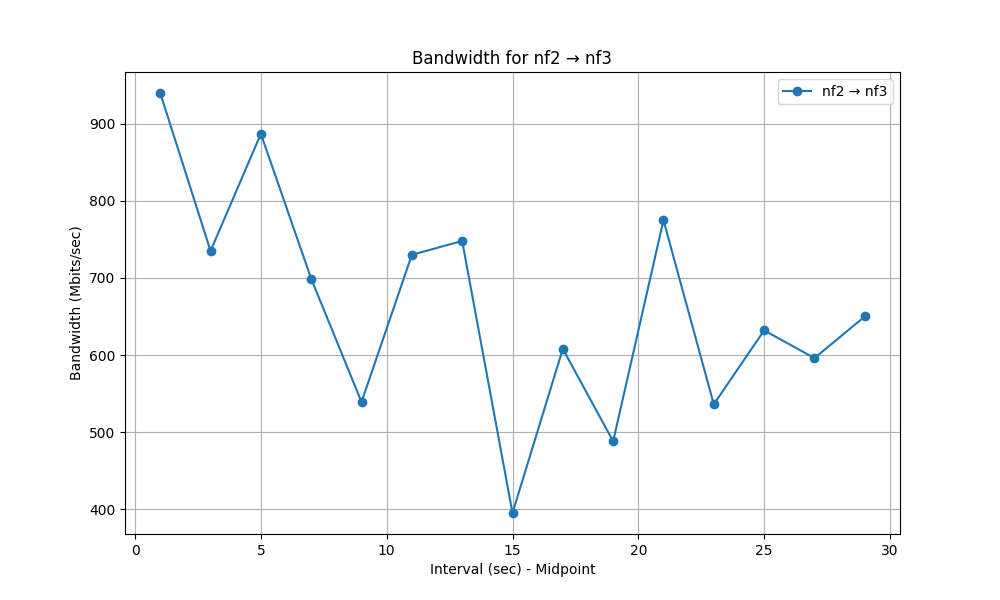 Bandwidth for nf2 → nf3
nf2 → nf3
900
800
700
600
500
400
Bandwidth (Mbits/sec)
0 5 10 15 20 25 30
Interval (sec) - Midpoint